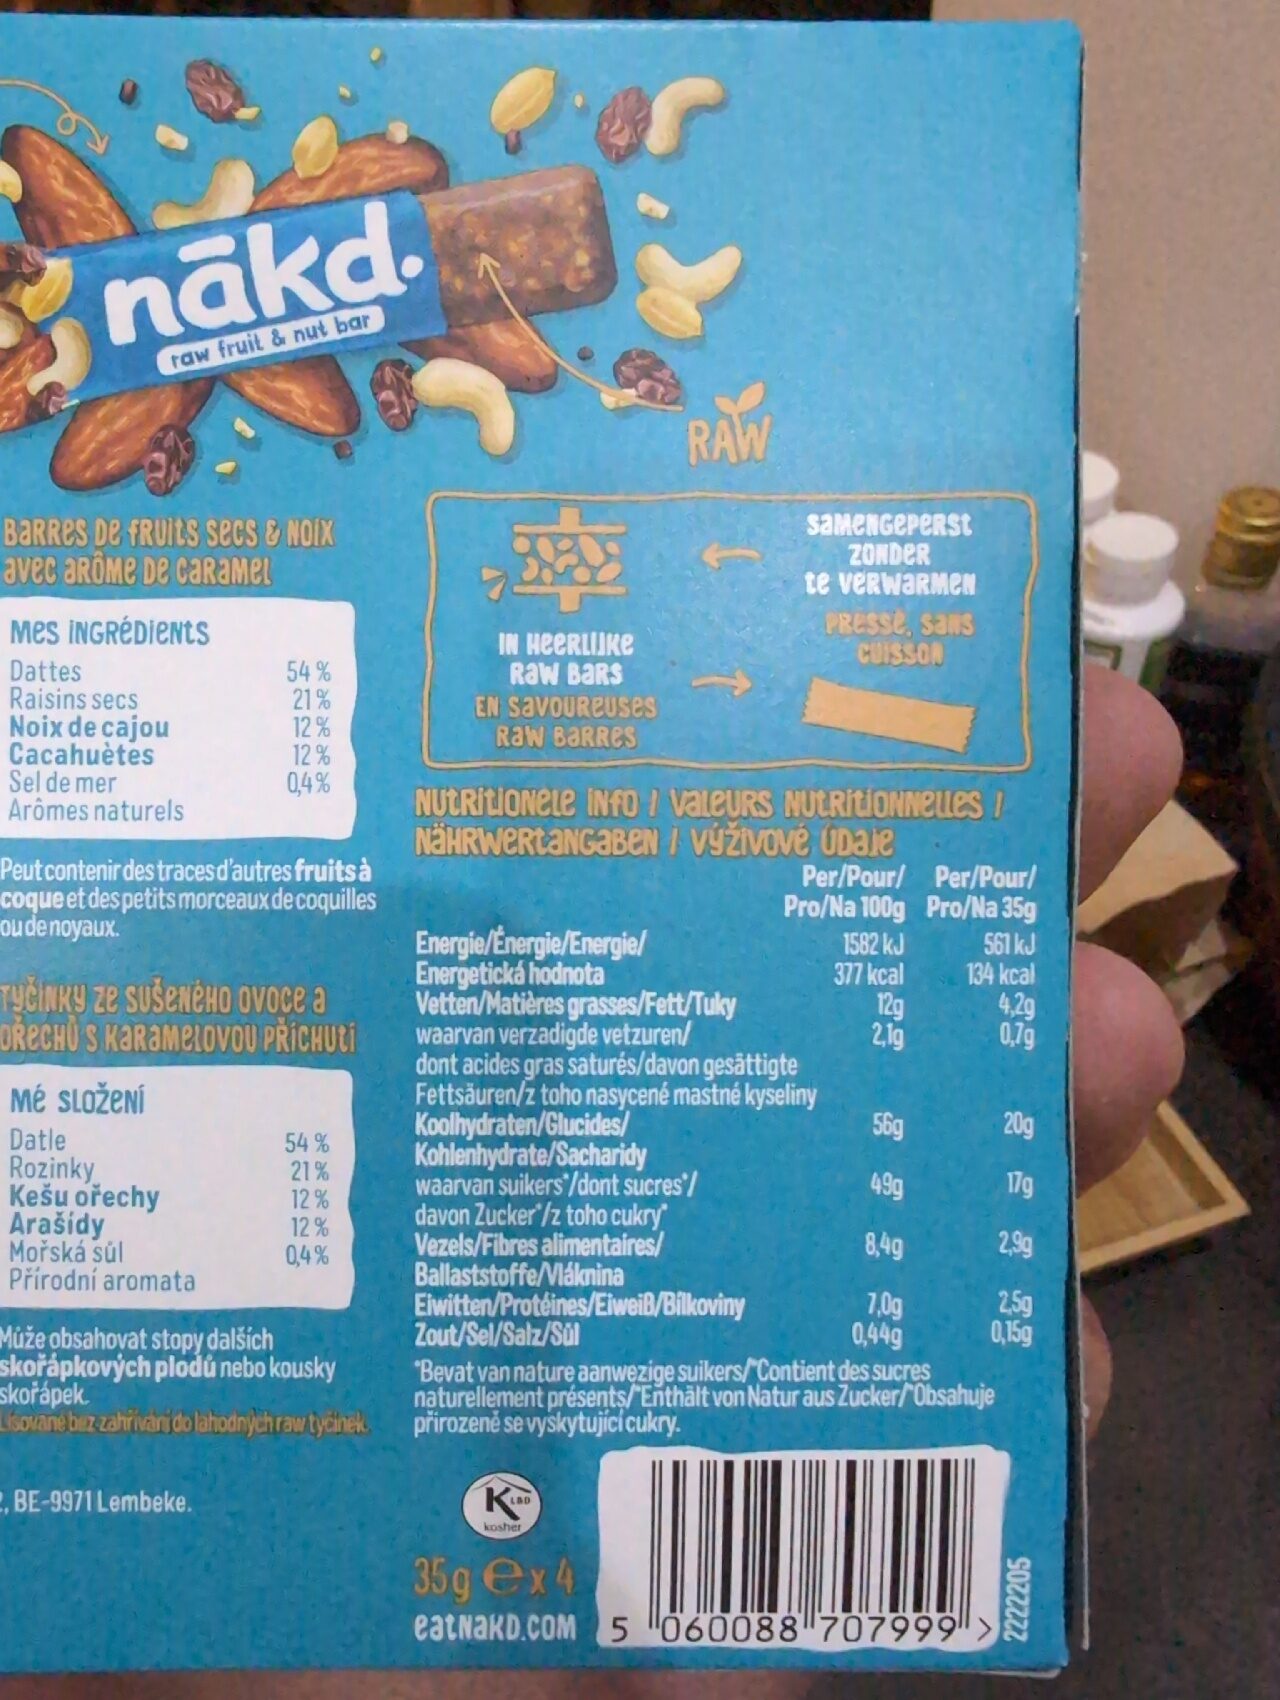 nākd.
raw fruit & nut bar
RAW
BARRES DE FRUITS SECS & NOIX
AVEC ARÔME DE CARAMEL
MES INGRÉDIENTS
Dattes 54 %
Raisins secs 21 %
Noix de cajou 12 %
Cacahuètes 12 %
Sel de mer 0,4 %
Arômes naturels
Peut contenir des traces d'autres fruits à
coque et des petits morceaux de coquilles
ou de noyaux.
TYČINKY ZE SUŠENÉHO OVOCE A
OŘECHŮ S KARAMELOVOU PŘÍCHUTÍ
MÉ SLOŽENÍ
Datle 54 %
Rozinky 21 %
Kešu ořechy 12 %
Arašídy 12 %
Mořská sůl 0,4 %
Přírodní aromata
Může obsahovat stopy dalších
skořápkových plodů nebo kousky
skořápek.
Lisované bez zahřívání do lahodných raw tyčinek.
, BE-9971 Lembeke.
SAMENGEPERST
ZONDER
te VERWARMEN
PRESSÉ, SANS
CUISSON
IN HEERLIJKE
RAW BARS
EN SAVOUREUSES
RAW BARRES
NUTRITIONELE INFO / VALEURS NUTRITIONNELLES /
NÄHRWERTANGABEN / VÝŽIVOVÉ ÚDAJE
Per/Pour/ Per/Pour/
Pro/Na 100g Pro/Na 35g
Energie/Énergie/Energie/ 1582 kJ 561 kJ
Energetická hodnota 377 kcal 134 kcal
Vetten/Matières grasses/Fett/Tuky 12g 4,2g
waarvan verzadigde vetzuren/ 2,1g 0,7g
dont acides gras saturés/davon gesättigte
Fettsäuren/z toho nasycené mastné kyseliny
Koolhydraten/Glucides/ 56g 20g
Kohlenhydrate/Sacharidy
waarvan suikers*/dont sucres*/ 49g 17g
davon Zucker*/z toho cukry*
Vezels/Fibres alimentaires/ 8,4g 2,9g
Ballaststoffe/Vláknina
Eiwitten/Protéines/Eiweiß/Bílkoviny 7,0g 2,5g
Zout/Sel/Salz/Sůl 0,44g 0,15g
*Bevat van nature aanwezige suikers/*Contient des sucres
naturellement présents/*Enthält von Natur aus Zucker/*Obsahuje
přirozeně se vyskytující cukry.
K LBD
kosher
35g e x 4
eatNAKD.COM
5 060088 707999 >
2222205